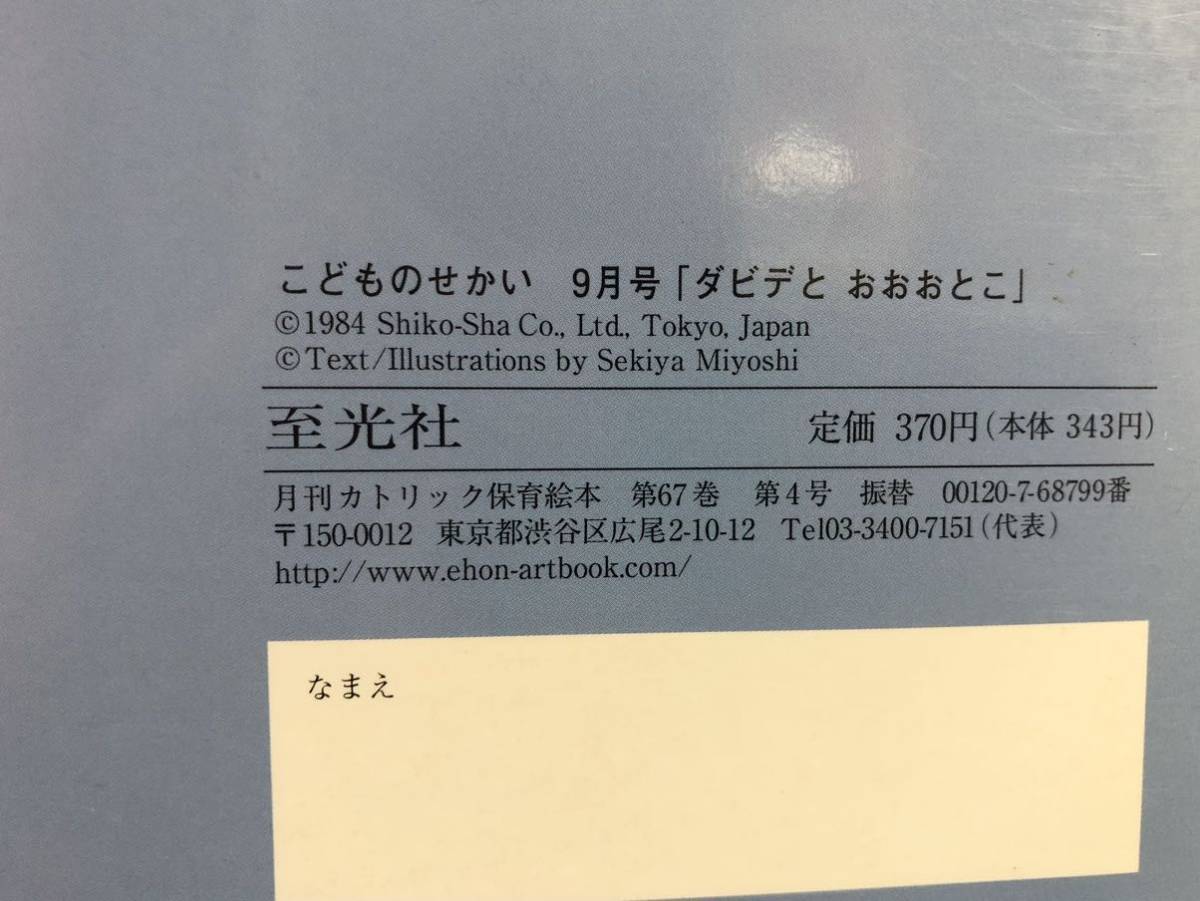 こどものせかい　9月号「ダビデと おおおとこ」
©1984 Shiko-Sha Co., Ltd., Tokyo, Japan
©Text/Illustrations by Sekiya Miyoshi
至光社　定価 370円(本体 343円)
月刊カトリック保育絵本　第67巻　第4号　振替　00120-7-68799番
〒150-0012　東京都渋谷区広尾2-10-12　Tel03-3400-7151(代表)
http://www.ehon-artbook.com/
なまえ